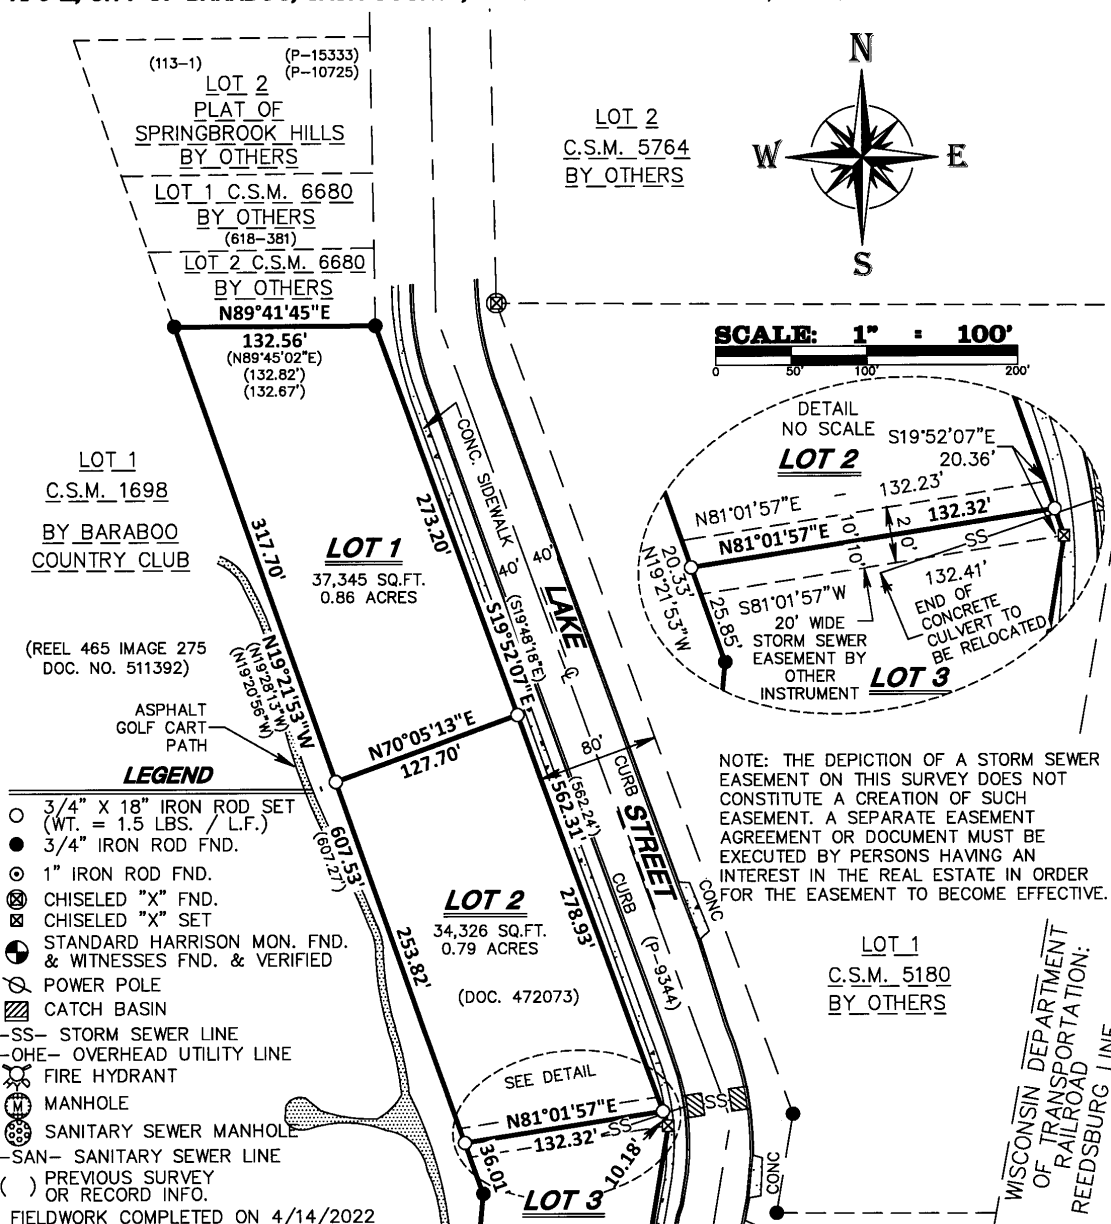 (113-1)
(P-15333)
(P-10725)
LOT 2
PLAT OF
SPRINGBROOK HILLS
BY OTHERS
LOT 1 C.S.M. 6680
BY OTHERS
(618-381)
LOT 2 C.S.M. 6680
BY OTHERS
N89°41'45"E
132.56'
(N89°45'02"E)
(132.82')
(132.67')
LOT 2
C.S.M. 5764
BY OTHERS
N
W
E
S
SCALE: 1" = 100'
0 50' 100' 200'
DETAIL
NO SCALE
LOT 2
S19°52'07"E
20.36'
N81°01'57"E - 132.23'
N81°01'57"E 132.32'
10' 10'
20'
SS
20.33'
N19°21'53"W
25.85'
S81°01'57"W
132.41'
20' WIDE
STORM SEWER
EASEMENT BY
OTHER
INSTRUMENT
END OF
CONCRETE
CULVERT TO
BE RELOCATED
LOT 3
LOT 1
C.S.M. 1698
BY BARABOO
COUNTRY CLUB
(REEL 465 IMAGE 275
DOC. NO. 511392)
ASPHALT
GOLF CART
PATH
317.70'
N19°21'53"W
(N19°28'13"W)
(N19°20'56"W)
LOT 1
37,345 SQ.FT.
0.86 ACRES
273.20'
S19°52'07"E
(S19°48'18"E)
CONC. SIDEWALK
40'
40'
LAKE
STREET
80'
CURB
CURB
CONC
N70°05'13"E
127.70'
562.31'
(562.24')
607.53'
(607.27')
LOT 2
34,326 SQ.FT.
0.79 ACRES
(DOC. 472073)
253.82'
278.93'
(P-9344)
SEE DETAIL
N81°01'57"E
132.32'
SS
SS
36.01'
10.18'
LOT 3
CONC
NOTE: THE DEPICTION OF A STORM SEWER
EASEMENT ON THIS SURVEY DOES NOT
CONSTITUTE A CREATION OF SUCH
EASEMENT. A SEPARATE EASEMENT
AGREEMENT OR DOCUMENT MUST BE
EXECUTED BY PERSONS HAVING AN
INTEREST IN THE REAL ESTATE IN ORDER
FOR THE EASEMENT TO BECOME EFFECTIVE.
LOT 1
C.S.M. 5180
BY OTHERS
WISCONSIN DEPARTMENT
OF TRANSPORTATION:
RAILROAD
REEDSBURG LINE
LEGEND
3/4" X 18" IRON ROD SET
(WT. = 1.5 LBS. / L.F.)
3/4" IRON ROD FND.
1" IRON ROD FND.
CHISELED "X" FND.
CHISELED "X" SET
STANDARD HARRISON MON. FND.
& WITNESSES FND. & VERIFIED
POWER POLE
CATCH BASIN
-SS- STORM SEWER LINE
-OHE- OVERHEAD UTILITY LINE
FIRE HYDRANT
M MANHOLE
SANITARY SEWER MANHOLE
-SAN- SANITARY SEWER LINE
( ) PREVIOUS SURVEY
OR RECORD INFO.
FIELDWORK COMPLETED ON 4/14/2022